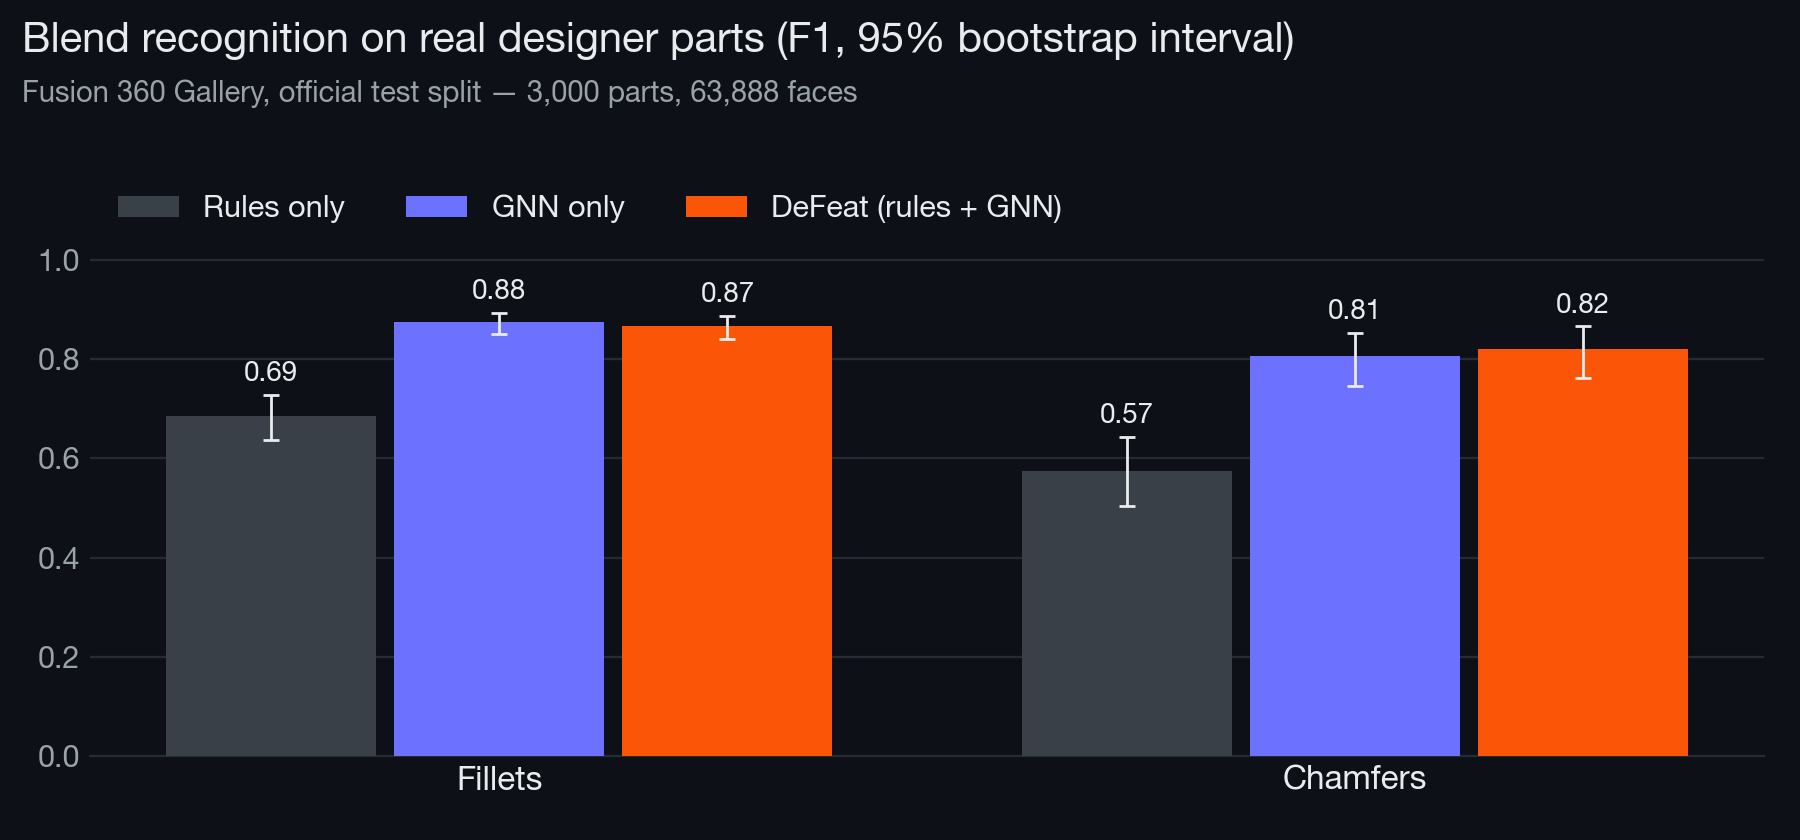 Blend recognition on real designer parts (F1, 95% bootstrap interval)
Fusion 360 Gallery, official test split — 3,000 parts, 63,888 faces
Rules only
GNN only
DeFeat (rules + GNN)
1.0
0.8
0.6
0.4
0.2
0.0
0.69
0.88
0.87
0.57
0.81
0.82
Fillets
Chamfers